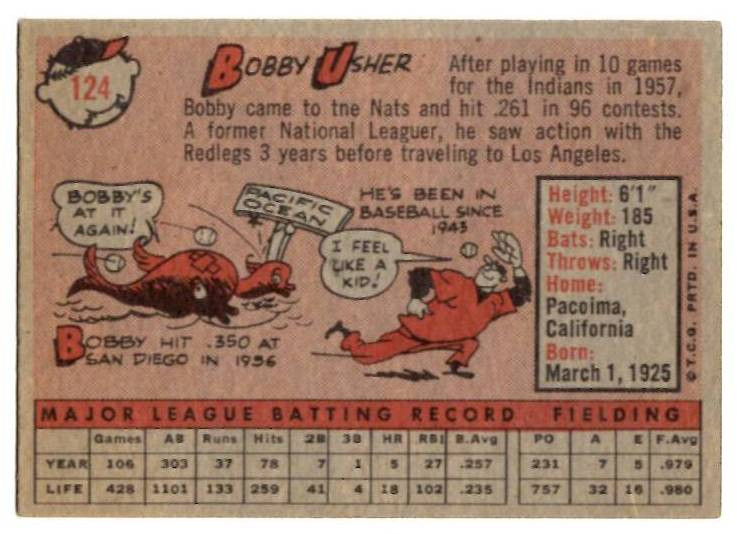 124
BOBBY USHER
After playing in 10 games
for the Indians in 1957,
Bobby came to tne Nats and hit .261 in 96 contests.
A former National Leaguer, he saw action with the
Redlegs 3 years before traveling to Los Angeles.
BOBBY'S
AT IT
AGAIN!
PACIFIC
OCEAN
BOBBY HIT .350 AT
SAN DIEGO IN 1956
HE'S BEEN IN
BASEBALL SINCE
1943
I FEEL
LIKE A
KID!
Height: 6'1"
Weight: 185
Bats: Right
Throws: Right
Home:
Pacoima,
California
Born:
March 1, 1925
© T.C.G. PRTD. IN U.S.A.
MAJOR LEAGUE BATTING RECORD FIELDING
Games AB Runs Hits 2B 3B HR RBI B.Avg PO A E F.Avg
YEAR 106 303 37 78 7 1 5 27 .257 231 7 5 .979
LIFE 428 1101 133 259 41 4 18 102 .235 757 32 16 .980